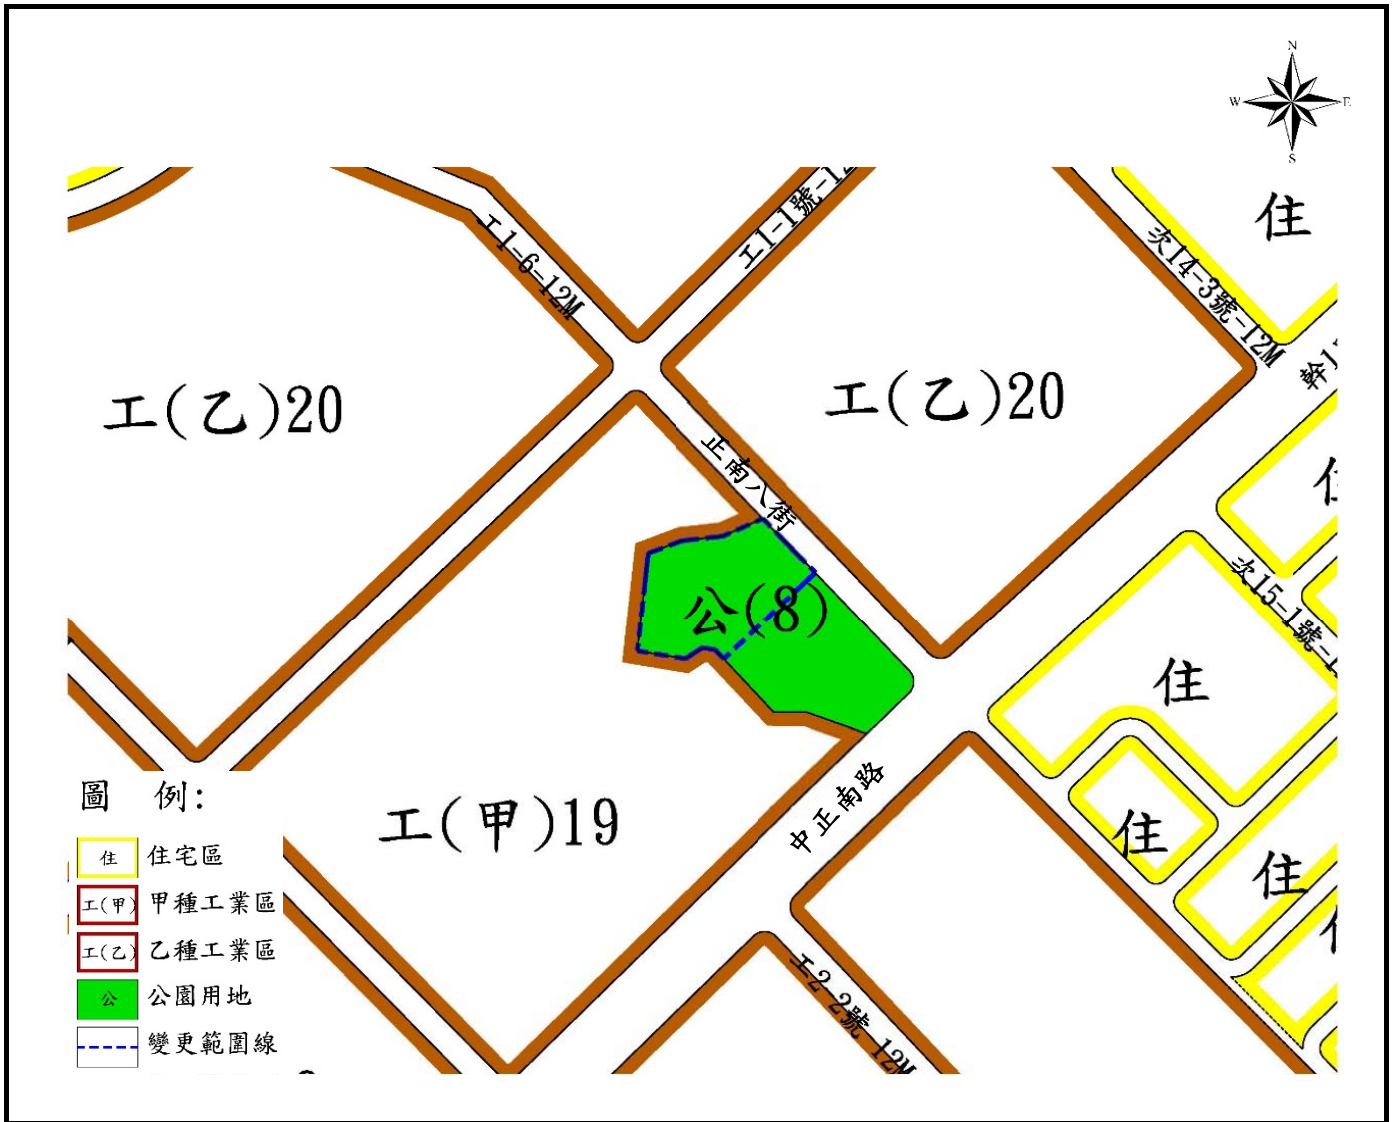 N
W E
S
住
工1-6-12M
工1-1號-12
次14-3號-12M
工(乙)20
工(乙)20
正南八街
次15-1號-1
公(8)
住
中正南路
工(甲)19
住
住
工2-2號-12M
圖 例:
住 住宅區
工(甲) 甲種工業區
工(乙) 乙種工業區
公 公園用地
變更範圍線